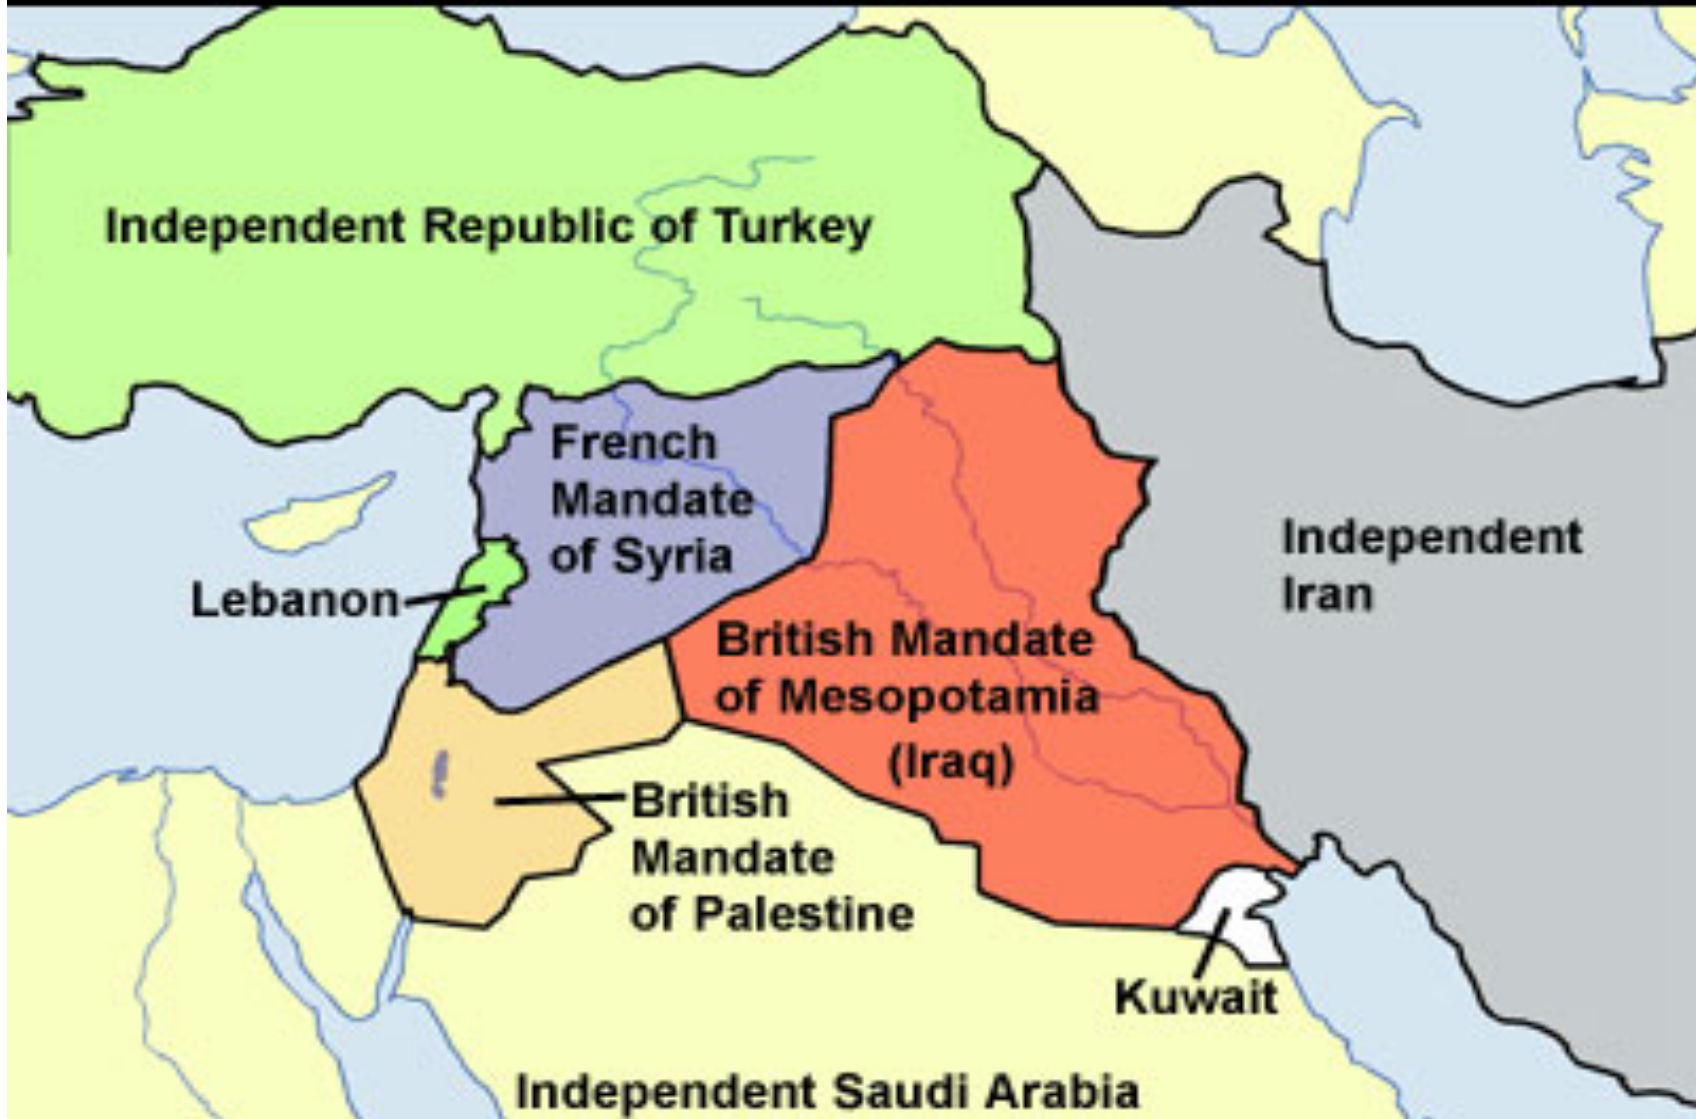 Independent Republic of Turkey
French
Mandate
of Syria
Independent
Iran
Lebanon
British Mandate
of Mesopotamia
(Iraq)
British
Mandate
of Palestine
Kuwait
Independent Saudi Arabia